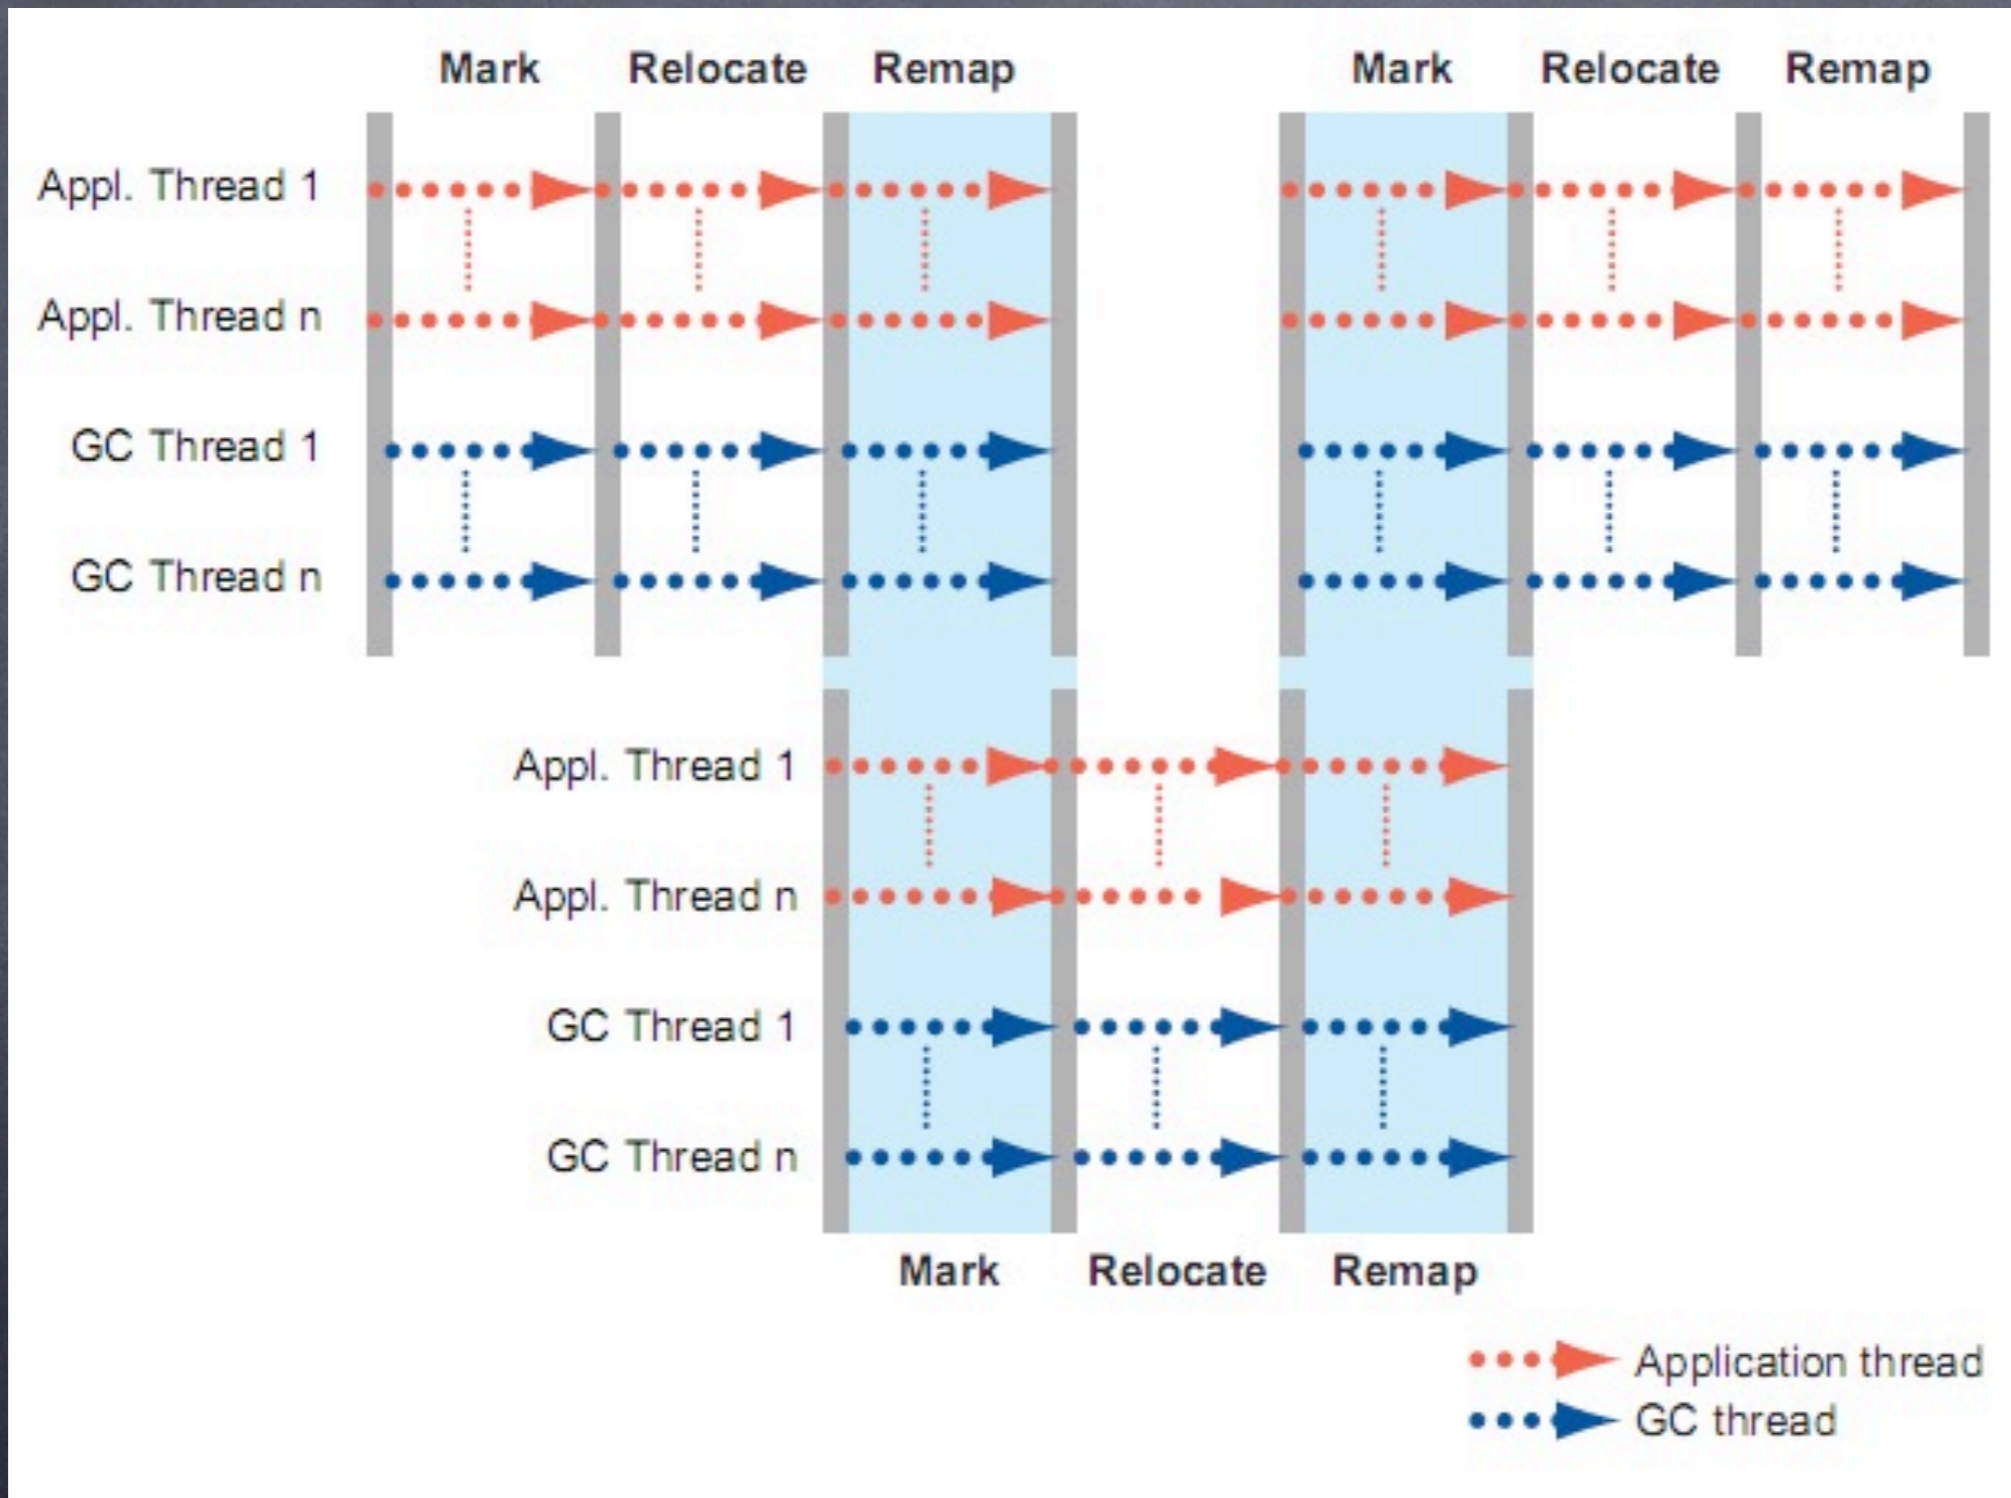 Mark Relocate Remap Mark Relocate Remap
Appl. Thread 1
Appl. Thread n
GC Thread 1
GC Thread n
Appl. Thread 1
Appl. Thread n
GC Thread 1
GC Thread n
Mark Relocate Remap
Application thread
GC thread